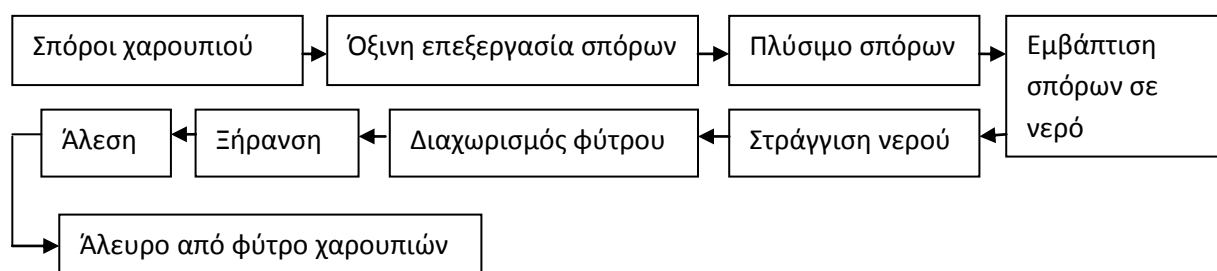 Σπόροι χαρουπιού
Όξινη επεξεργασία σπόρων
Πλύσιμο σπόρων
Εμβάπτιση
σπόρων σε
νερό
Στράγγιση νερού
Διαχωρισμός φύτρου
Ξήρανση
Άλεση
Άλευρο από φύτρο χαρουπιών